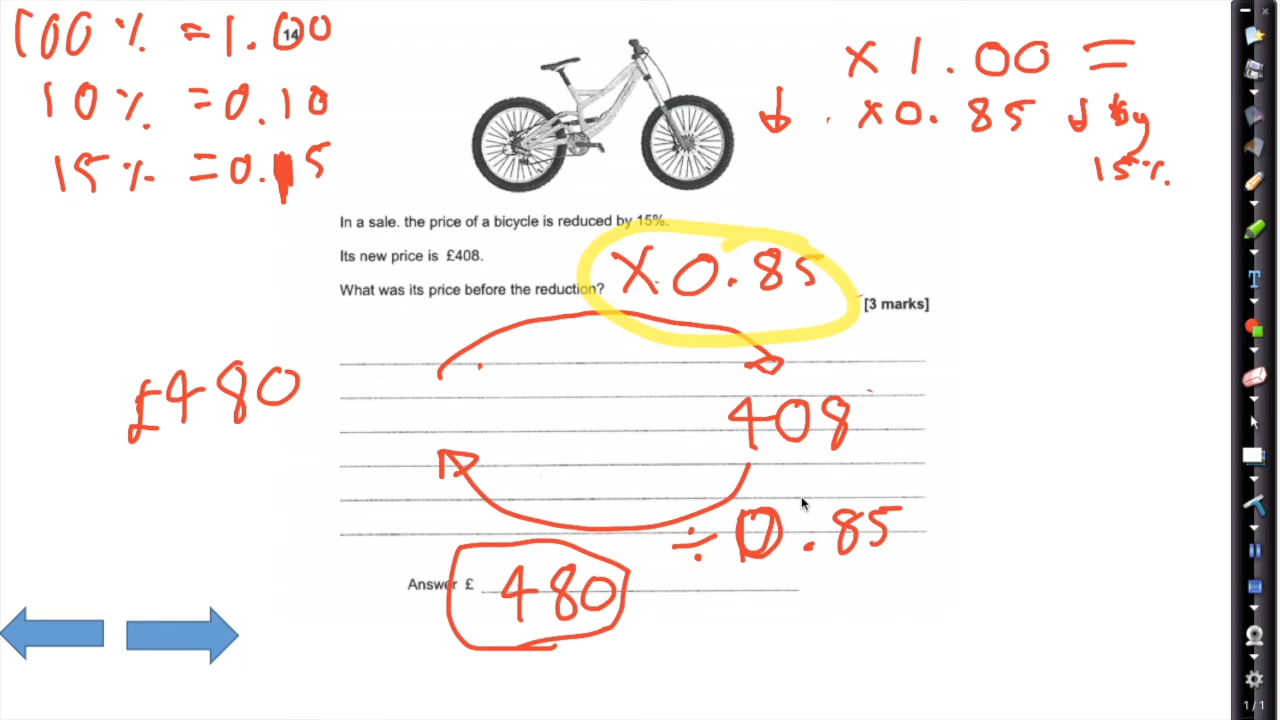 100% = 1.00
14
10% = 0.10
15% = 0.15
× 1.00 =
↓ . ×0.85 ↓ by
15%
In a sale. the price of a bicycle is reduced by 15%.
Its new price is £408.
×0.85
What was its price before the reduction?
[3 marks]
£480
408
÷ 0.85
Answer £ 480
1/1